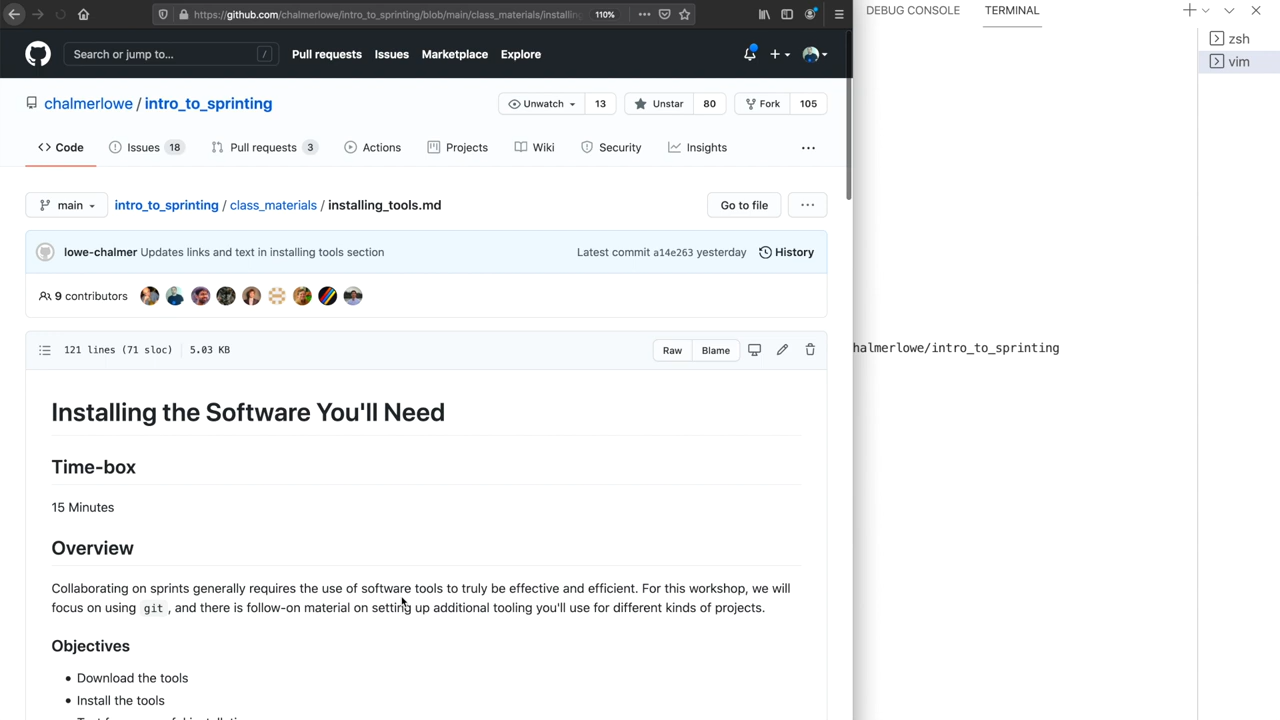 https://github.com/chalmerlowe/intro_to_sprinting/blob/main/class_materials/installing
110%
DEBUG CONSOLE
TERMINAL
zsh
vim
Search or jump to...
/
Pull requests
Issues
Marketplace
Explore
chalmerlowe / intro_to_sprinting
Unwatch
13
Unstar
80
Fork
105
Code
Issues 18
Pull requests 3
Actions
Projects
Wiki
Security
Insights
main
intro_to_sprinting / class_materials / installing_tools.md
Go to file
lowe-chalmer Updates links and text in installing tools section
Latest commit a14e263 yesterday
History
9 contributors
121 lines (71 sloc)
5.03 KB
Raw
Blame
halmerlowe/intro_to_sprinting
Installing the Software You'll Need
Time-box
15 Minutes
Overview
Collaborating on sprints generally requires the use of software tools to truly be effective and efficient. For this workshop, we will
focus on using git , and there is follow-on material on setting up additional tooling you'll use for different kinds of projects.
Objectives
Download the tools
Install the tools